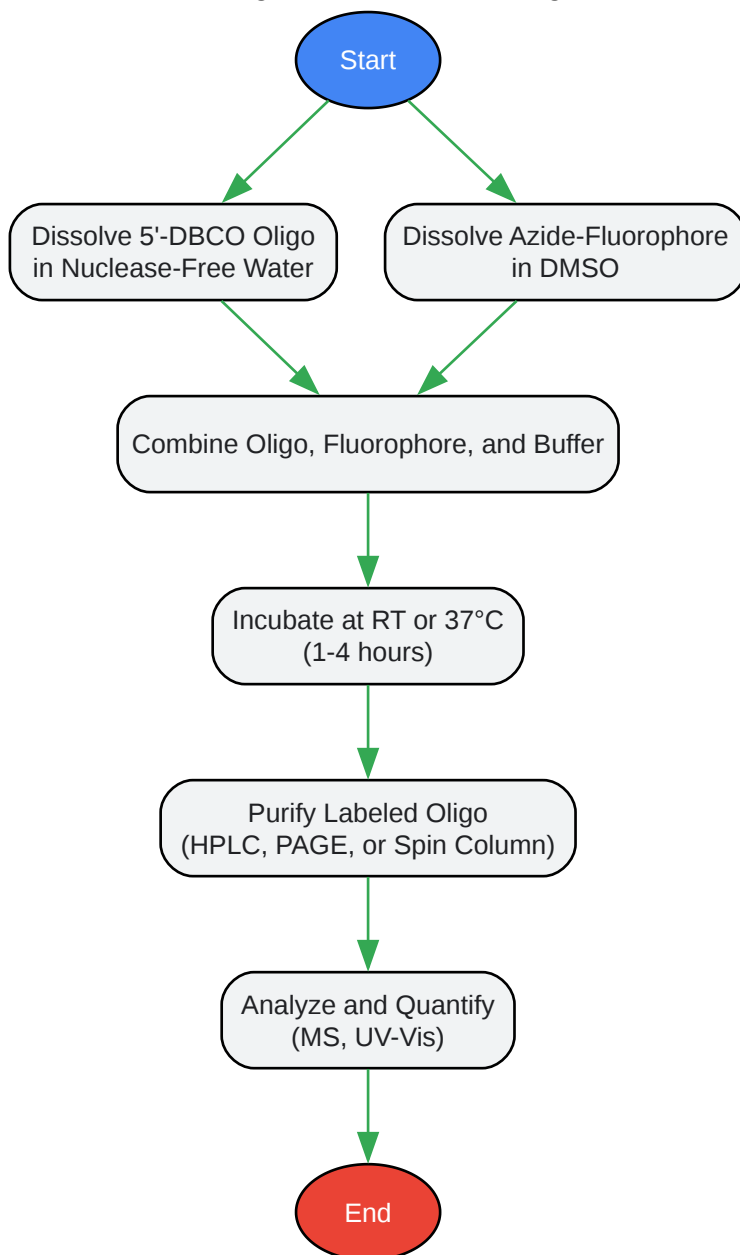 Start
Dissolve 5'-DBCO Oligo
in Nuclease-Free Water
Dissolve Azide-Fluorophore
in DMSO
Combine Oligo, Fluorophore, and Buffer
Incubate at RT or 37°C
(1-4 hours)
Purify Labeled Oligo
(HPLC, PAGE, or Spin Column)
Analyze and Quantify
(MS, UV-Vis)
End